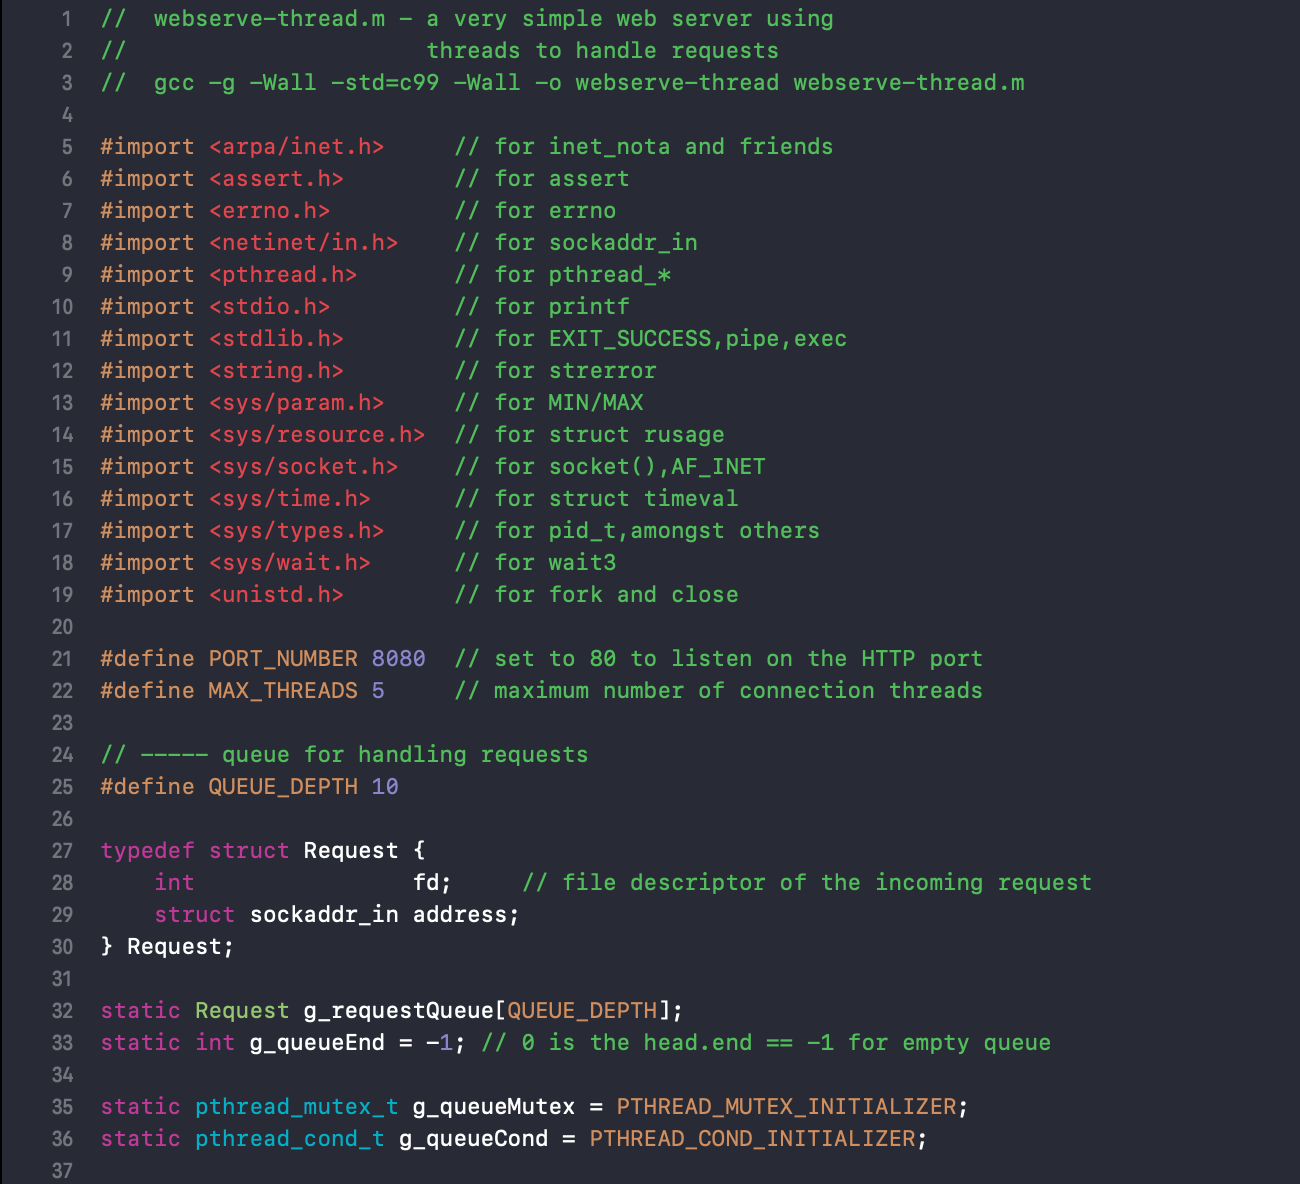 1 //  webserve-thread.m - a very simple web server using
2 //                      threads to handle requests
3 //  gcc -g -Wall -std=c99 -Wall -o webserve-thread webserve-thread.m
4
5 #import <arpa/inet.h>     // for inet_nota and friends
6 #import <assert.h>        // for assert
7 #import <errno.h>         // for errno
8 #import <netinet/in.h>    // for sockaddr_in
9 #import <pthread.h>       // for pthread_*
10 #import <stdio.h>         // for printf
11 #import <stdlib.h>        // for EXIT_SUCCESS,pipe,exec
12 #import <string.h>        // for strerror
13 #import <sys/param.h>     // for MIN/MAX
14 #import <sys/resource.h>  // for struct rusage
15 #import <sys/socket.h>    // for socket(),AF_INET
16 #import <sys/time.h>      // for struct timeval
17 #import <sys/types.h>     // for pid_t,amongst others
18 #import <sys/wait.h>      // for wait3
19 #import <unistd.h>        // for fork and close
20
21 #define PORT_NUMBER 8080  // set to 80 to listen on the HTTP port
22 #define MAX_THREADS 5     // maximum number of connection threads
23
24 // ----- queue for handling requests
25 #define QUEUE_DEPTH 10
26
27 typedef struct Request {
28     int                fd;     // file descriptor of the incoming request
29     struct sockaddr_in address;
30 } Request;
31
32 static Request g_requestQueue[QUEUE_DEPTH];
33 static int g_queueEnd = -1; // 0 is the head.end == -1 for empty queue
34
35 static pthread_mutex_t g_queueMutex = PTHREAD_MUTEX_INITIALIZER;
36 static pthread_cond_t g_queueCond = PTHREAD_COND_INITIALIZER;
37